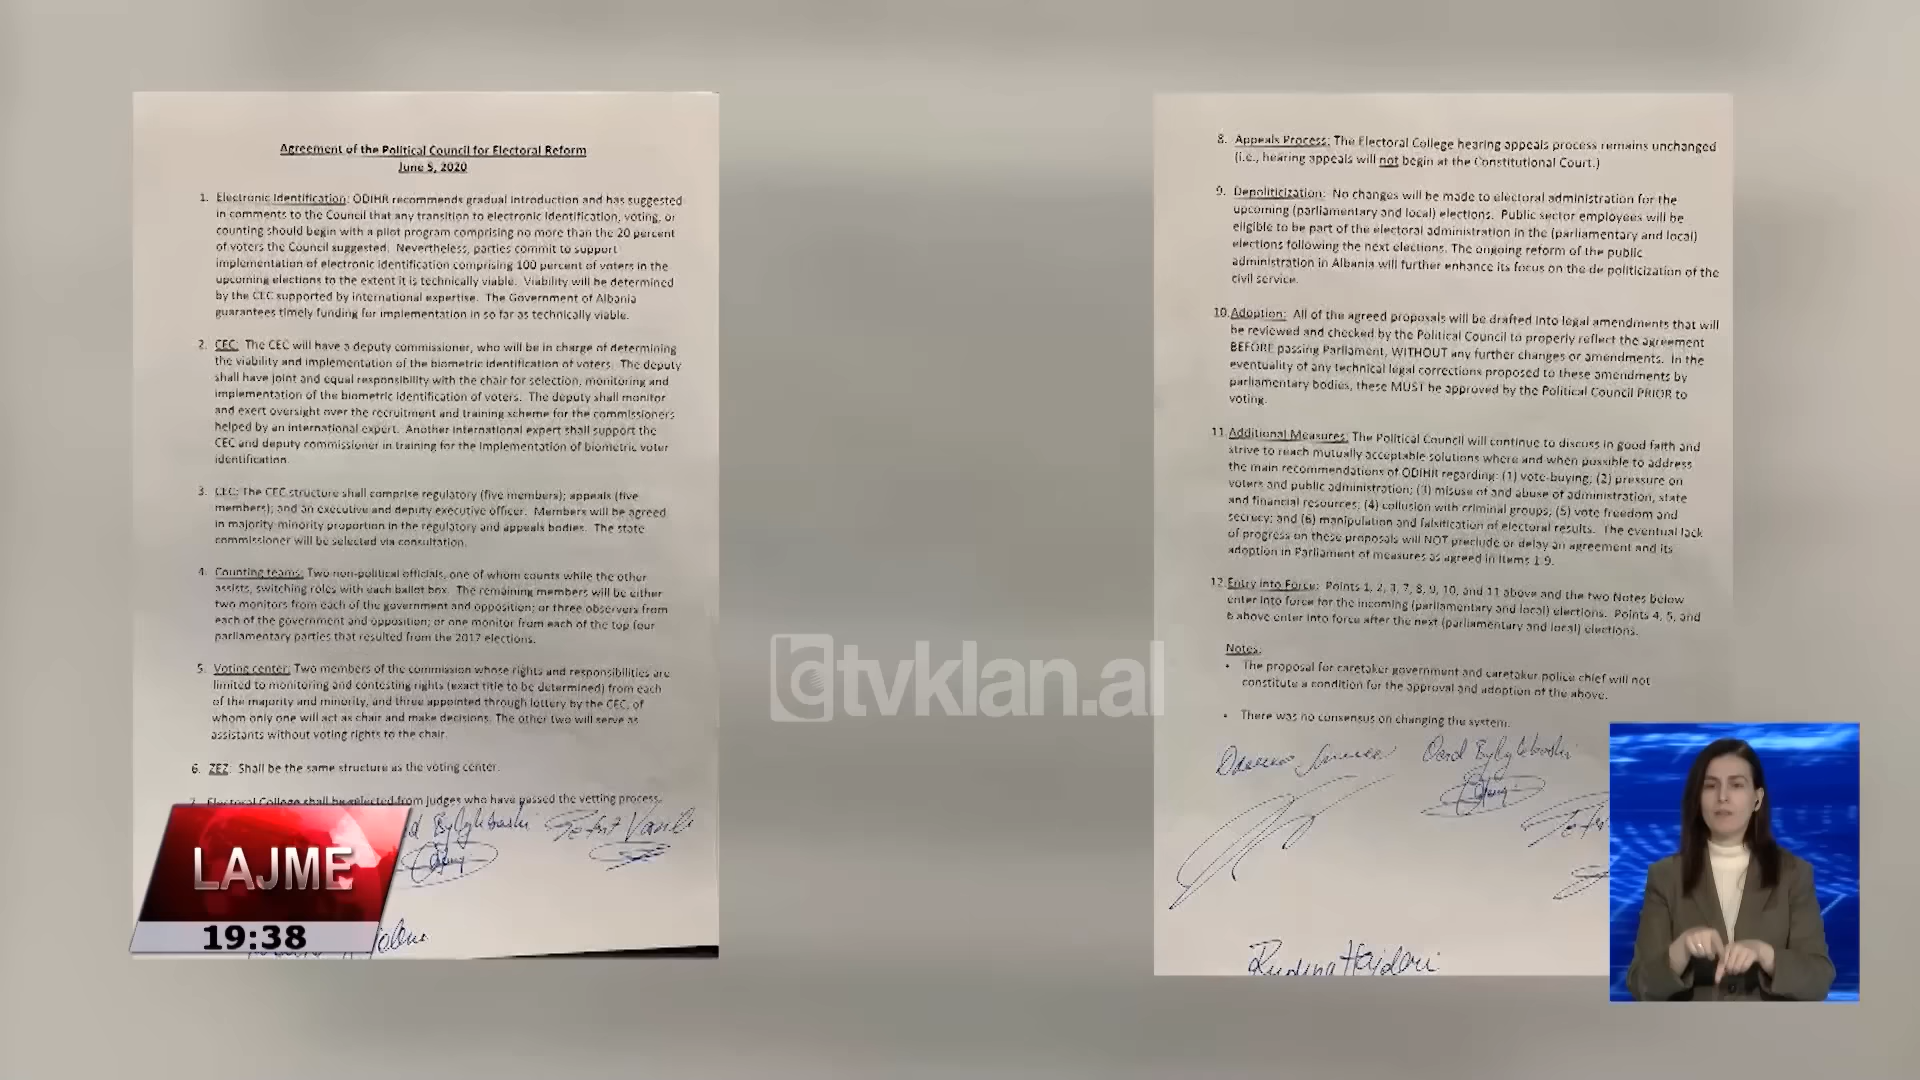 Agreement of the Political Council for Electoral Reform
June 5, 2020
1. Electronic Identification: ODIHR recommends gradual introduction and has suggested
in comments to the Council that any transition to electronic identification, voting, or
counting should begin with a pilot program comprising no more than the 20 percent
of voters the Council suggested. Nevertheless, parties commit to support
implementation of electronic identification comprising 100 percent of voters in the
upcoming elections to the extent it is technically viable. Viability will be determined
by the CEC supported by international expertise. The Government of Albania
guarantees timely funding for implementation in so far as technically viable.
2. CEC: The CEC will have a deputy commissioner, who will be in charge of determining
the viability and implementation of the biometric identification of voters. The deputy
shall have joint and equal responsibility with the chair for selection, monitoring and
implementation of the biometric identification of voters. The deputy shall monitor
and exert oversight over the recruitment and training scheme for the commissioners
helped by an international expert. Another international expert shall support the
CEC and deputy commissioner in training for the implementation of biometric voter
identification.
3. CEC: The CEC structure shall comprise regulatory (five members); appeals (five
members); and an executive and deputy executive officer. Members will be agreed
in majority-minority proportion in the regulatory and appeals bodies. The state
commissioner will be selected via consultation.
4. Counting teams: Two non-political officials, one of whom counts while the other
assists, switching roles with each ballot box. The remaining members will be either
two monitors from each of the government and opposition; or three observers from
each of the government and opposition; or one monitor from each of the top four
parliamentary parties that resulted from the 2017 elections.
5. Voting center: Two members of the commission whose rights and responsibilities are
limited to monitoring and contesting rights (exact title to be determined) from each
of the majority and minority, and three appointed through lottery by the CEC, of
whom only one will act as chair and make decisions. The other two will serve as
assistants without voting rights to the chair.
6. ZEZ: Shall be the same structure as the voting center.
7. Electoral College shall be selected from judges who have passed the vetting process.
d Bylykbashi
LAJME
19:38
8. Appeals Process: The Electoral College hearing appeals process remains unchanged
(i.e., hearing appeals will not begin at the Constitutional Court.)
9. Depoliticization: No changes will be made to electoral administration for the
upcoming (parliamentary and local) elections. Public sector employees will be
eligible to be part of the electoral administration in the (parliamentary and local)
elections following the next elections. The ongoing reform of the public
administration in Albania will further enhance its focus on the de politicization of the
civil service.
10. Adoption: All of the agreed proposals will be drafted into legal amendments that will
be reviewed and checked by the Political Council to properly reflect the agreement
BEFORE passing Parliament, WITHOUT any further changes or amendments. In the
eventuality of any technical legal corrections proposed to these amendments by
parliamentary bodies, these MUST be approved by the Political Council PRIOR to
voting.
11. Additional Measures: The Political Council will continue to discuss in good faith and
strive to reach mutually acceptable solutions where and when possible to address
the main recommendations of ODIHR regarding: (1) vote-buying, (2) pressure on
voters and public administration; (3) misuse of and abuse of administration, state
and financial resources; (4) collusion with criminal groups; (5) vote freedom and
secrecy; and (6) manipulation and falsification of electoral results. The eventual lack
of progress on these proposals will NOT preclude or delay an agreement and its
adoption in Parliament of measures as agreed in items 1-9.
12. Entry into Force: Points 1, 2, 3, 7, 8, 9, 10, and 11 above and the two Notes below
enter into force for the incoming (parliamentary and local) elections. Points 4, 5, and
6 above enter into force after the next (parliamentary and local) elections.
Notes:
• The proposal for caretaker government and caretaker police chief will not
constitute a condition for the approval and adoption of the above.
• There was no consensus on changing the system.
Oerd Bylykbashi
Rudina Hajdari
tvklan.al